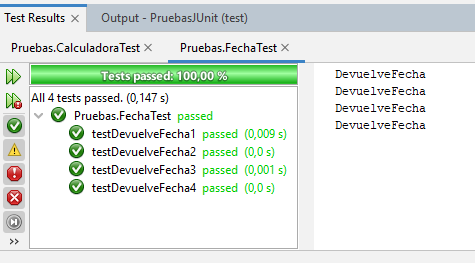 Test Results
Output - PruebasJUnit (test)
Pruebas.CalculadoraTest
Pruebas.FechaTest
Tests passed: 100,00 %
All 4 tests passed. (0,147 s)
Pruebas.FechaTest passed
testDevuelveFecha1 passed (0,009 s)
testDevuelveFecha2 passed (0,0 s)
testDevuelveFecha3 passed (0,001 s)
testDevuelveFecha4 passed (0,0 s)
DevuelveFecha
DevuelveFecha
DevuelveFecha
DevuelveFecha